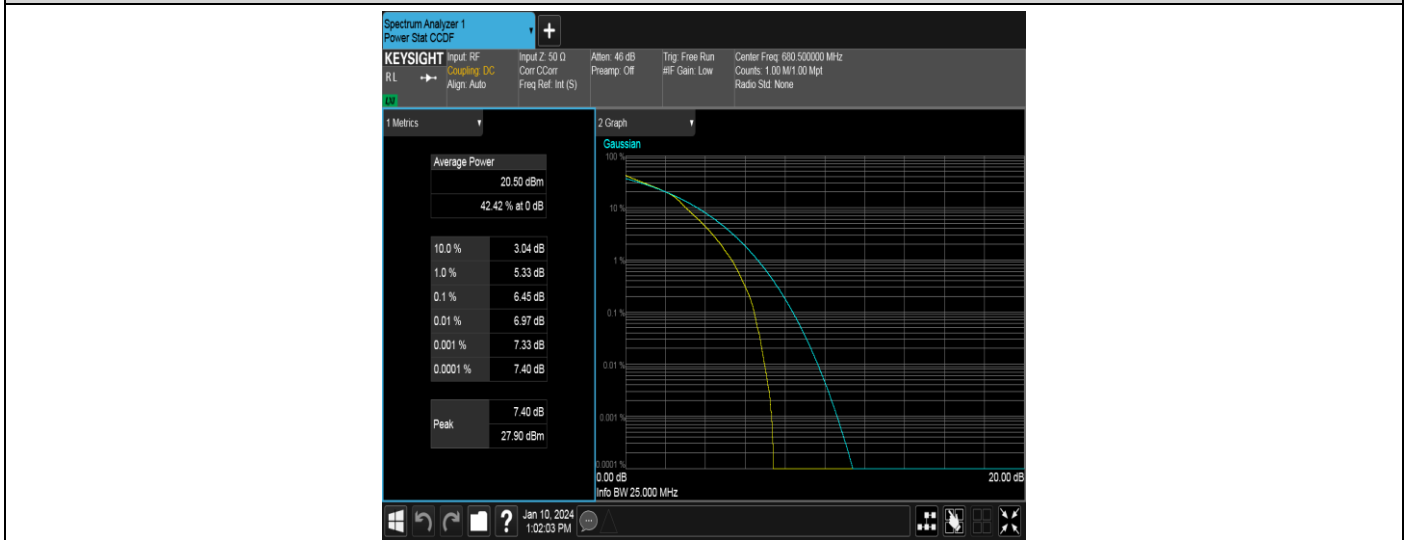 Spectrum Analyzer 1
Power Stat CCDF
+
KEYSIGHT
RL
LXI
Input: RF
Coupling: DC
Align: Auto
Input Z: 50 Ω
Corr CCorr
Freq Ref: Int (S)
Atten: 46 dB
Preamp: Off
Trig: Free Run
#IF Gain: Low
Center Freq: 680.500000 MHz
Counts: 1.00 M/1.00 Mpt
Radio Std: None
1 Metrics
Average Power
20.50 dBm
42.42 % at 0 dB
10.0 % 3.04 dB
1.0 % 5.33 dB
0.1 % 6.45 dB
0.01 % 6.97 dB
0.001 % 7.33 dB
0.0001 % 7.40 dB
Peak
7.40 dB
27.90 dBm
2 Graph
Gaussian
100 %
10 %
1 %
0.1 %
0.01 %
0.001 %
0.0001 %
0.00 dB 20.00 dB
Info BW 25.000 MHz
?
Jan 10, 2024
1:02:03 PM